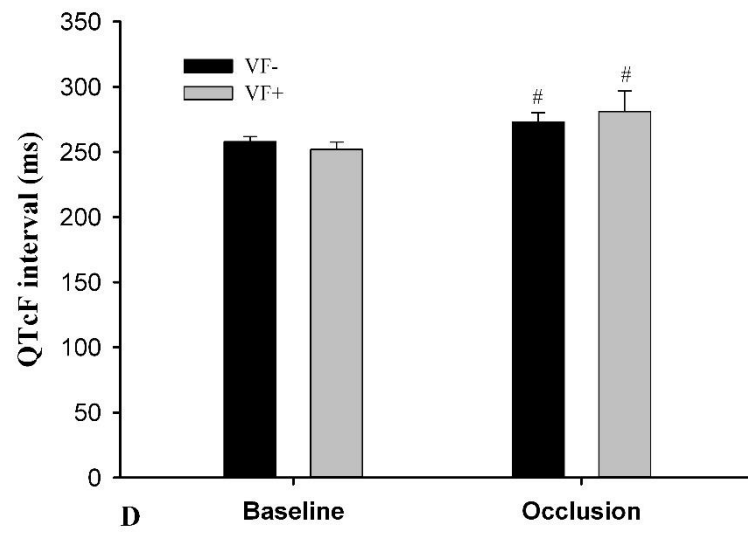 350
300
250
200
150
100
50
0
QTcF interval (ms)
VF-
VF+
#
#
Baseline
Occlusion
D